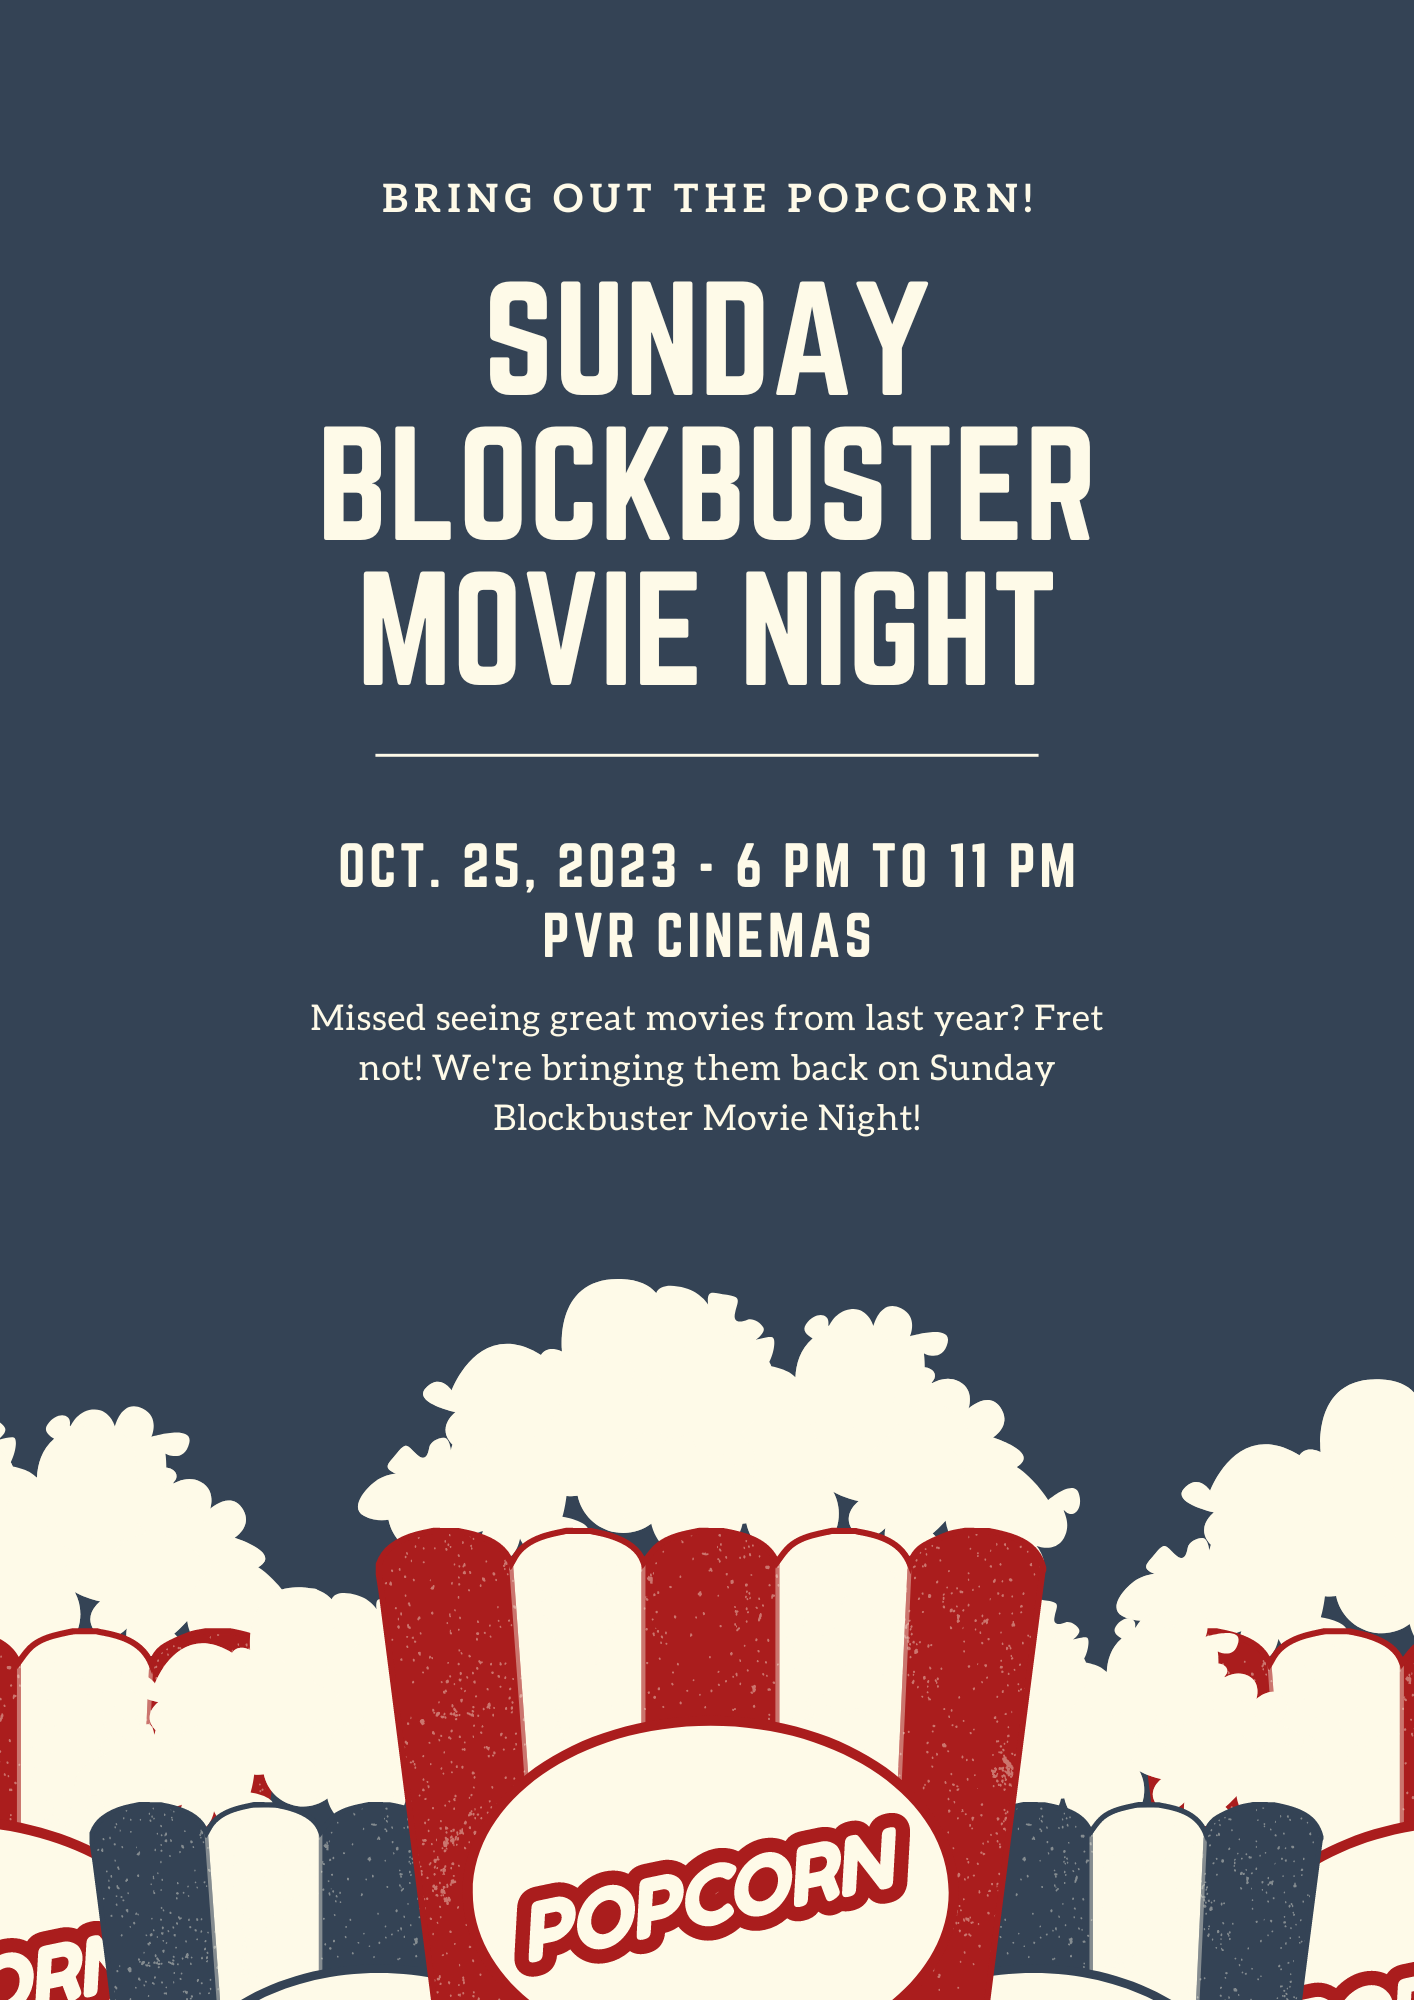 BRING OUT THE POPCORN!
SUNDAY
BLOCKBUSTER
MOVIE NIGHT
OCT. 25, 2023 - 6 PM TO 11 PM
PVR CINEMAS
Missed seeing great movies from last year? Fret
not! We're bringing them back on Sunday
Blockbuster Movie Night!
POPCORN